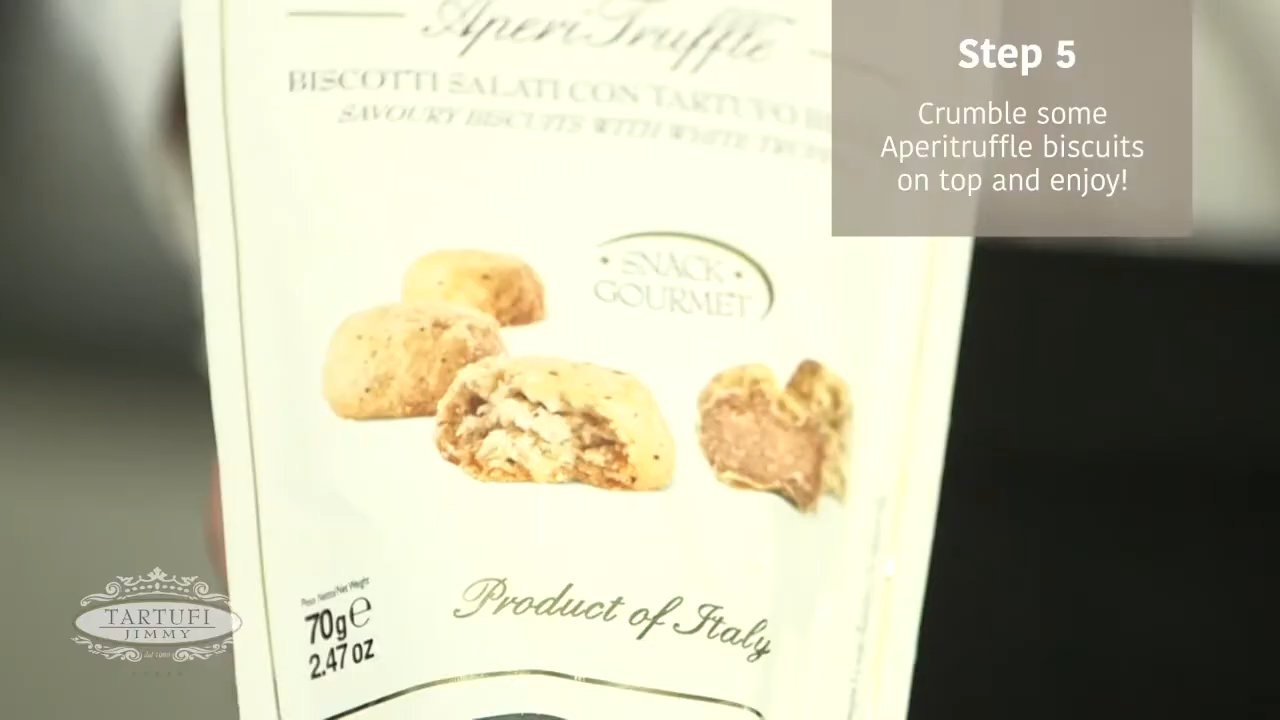 AperiTruffle
BISCOTTI SALATI CON TARTUFO
SAVOURY BISCUITS WITH WHITE
SNACK
GOURMET
Peso Netto/Net Weight
70g e
2.47 oz
Product of Italy
Step 5
Crumble some
Aperitruffle biscuits
on top and enjoy!
TARTUFI
JIMMY